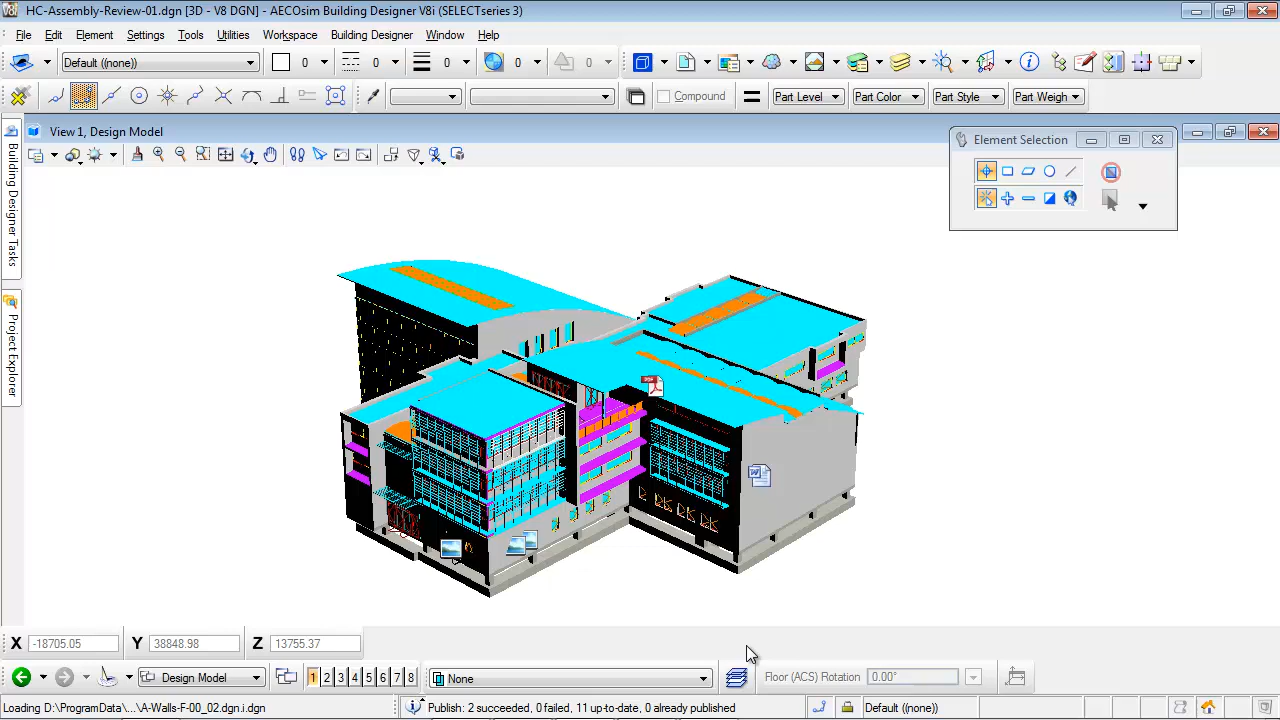 HC-Assembly-Review-01.dgn [3D - V8 DGN] - AECOsim Building Designer V8i (SELECTseries 3)
File Edit Element Settings Tools Utilities Workspace Building Designer Window Help
Default ((none)) 0 0 0 0 0
Compound Part Level Part Color Part Style Part Weigh
View 1, Design Model
Element Selection
Building Designer Tasks
Project Explorer
X -18705.05 Y 38848.98 Z 13755.37
Design Model 1 2 3 4 5 6 7 8 None Floor (ACS) Rotation 0.00°
Loading D:\ProgramData\....\A-Walls-F-00_02.dgn.i.dgn Publish: 2 succeeded, 0 failed, 11 up-to-date, 0 already published Default ((none))